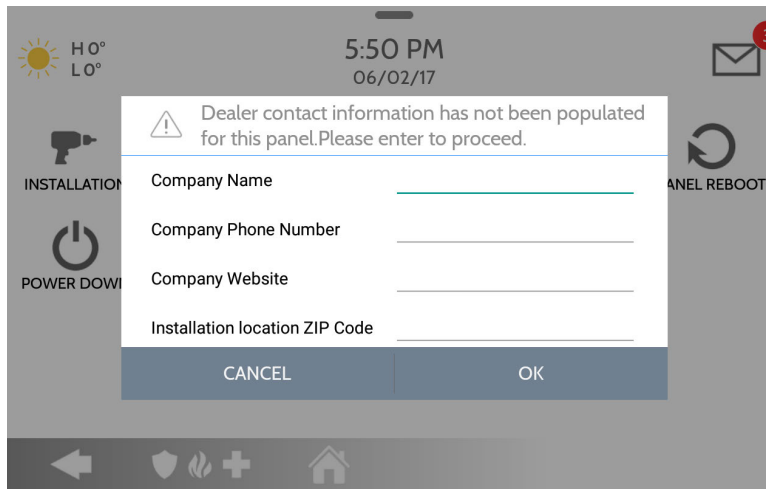 H 0°
L 0°
5:50 PM
06/02/17
Dealer contact information has not been populated
for this panel.Please enter to proceed.
INSTALLATION
Company Name
ANEL REBOOT
Company Phone Number
POWER DOW
Company Website
Installation location ZIP Code
CANCEL
OK